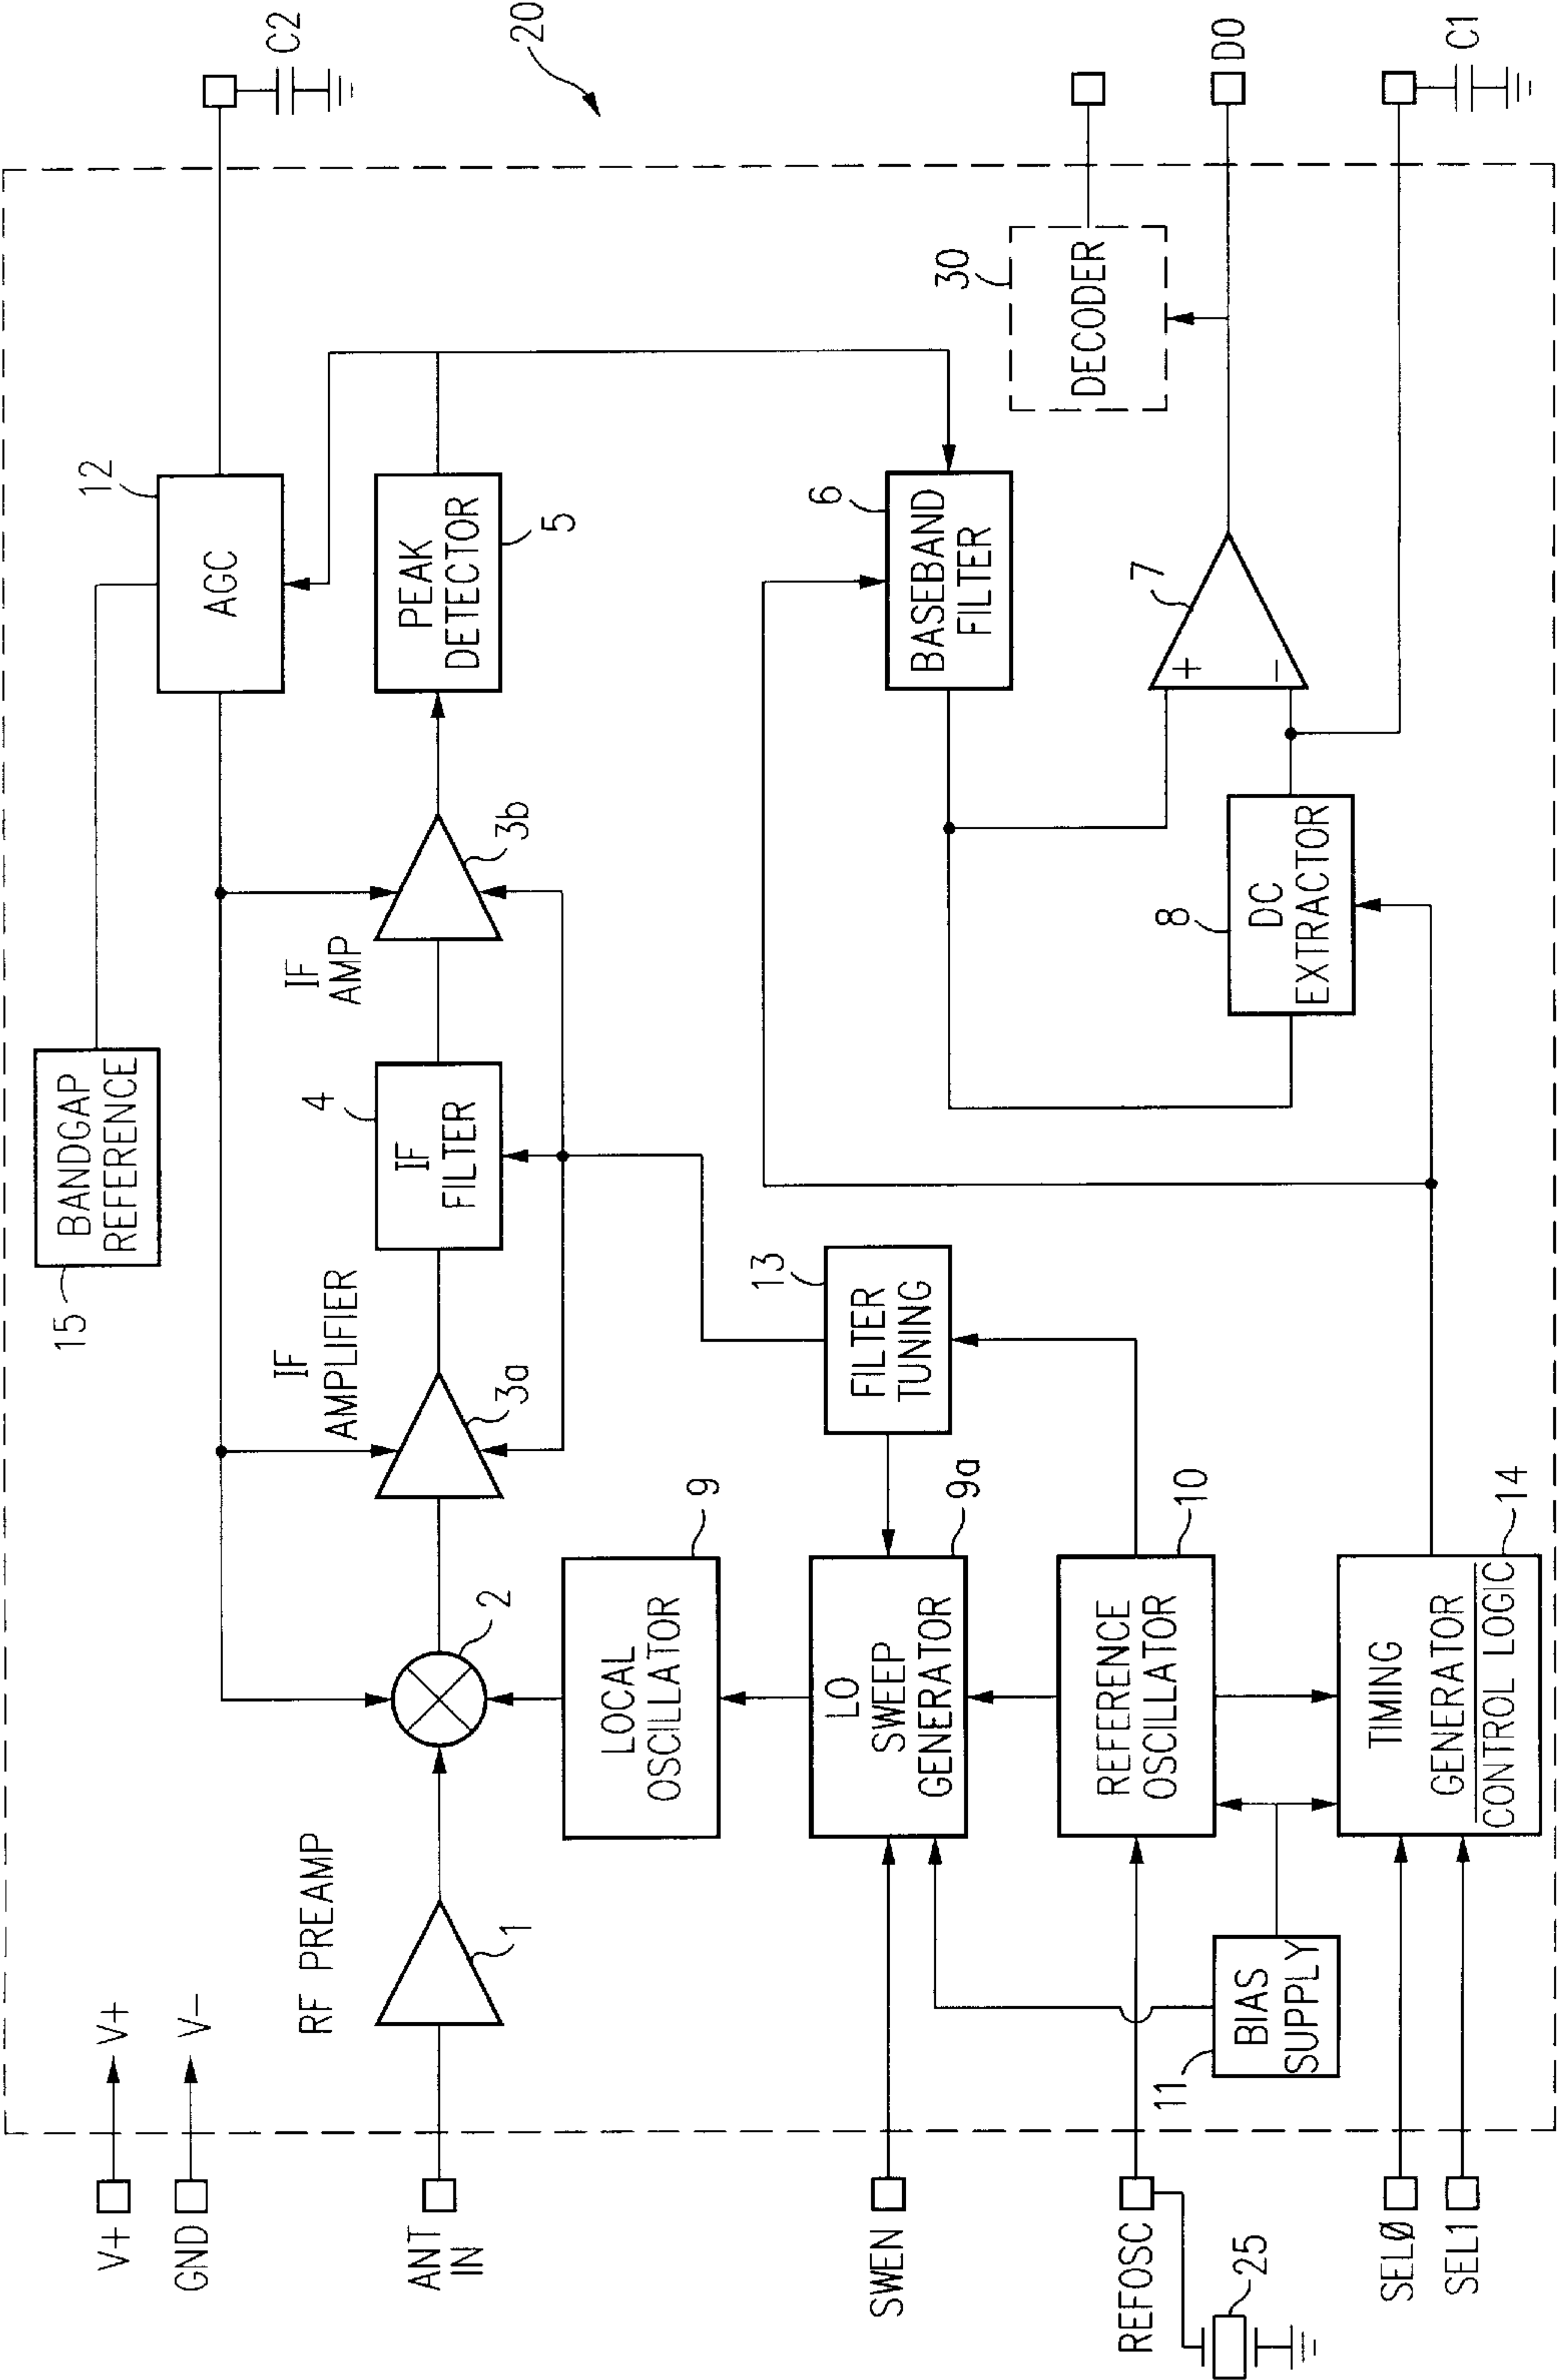 V+
V+
GND
V−
ANT
IN
RF PREAMP
1
2
IF
AMPLIFIER
3a
4
IF
FILTER
IF
AMP
3b
PEAK
DETECTOR
5
15
BANDGAP
REFERENCE
12
AGC
C2
20
LOCAL
OSCILLATOR
9
SWEN
LO
SWEEP
GENERATOR
9a
13
FILTER
TUNING
6
BASEBAND
FILTER
30
DECODER
REFOSC
25
REFERENCE
OSCILLATOR
10
11
BIAS
SUPPLY
8
DC
EXTRACTOR
7
+
−
DO
SELØ
SEL1
TIMING
GENERATOR
CONTROL LOGIC
14
C1